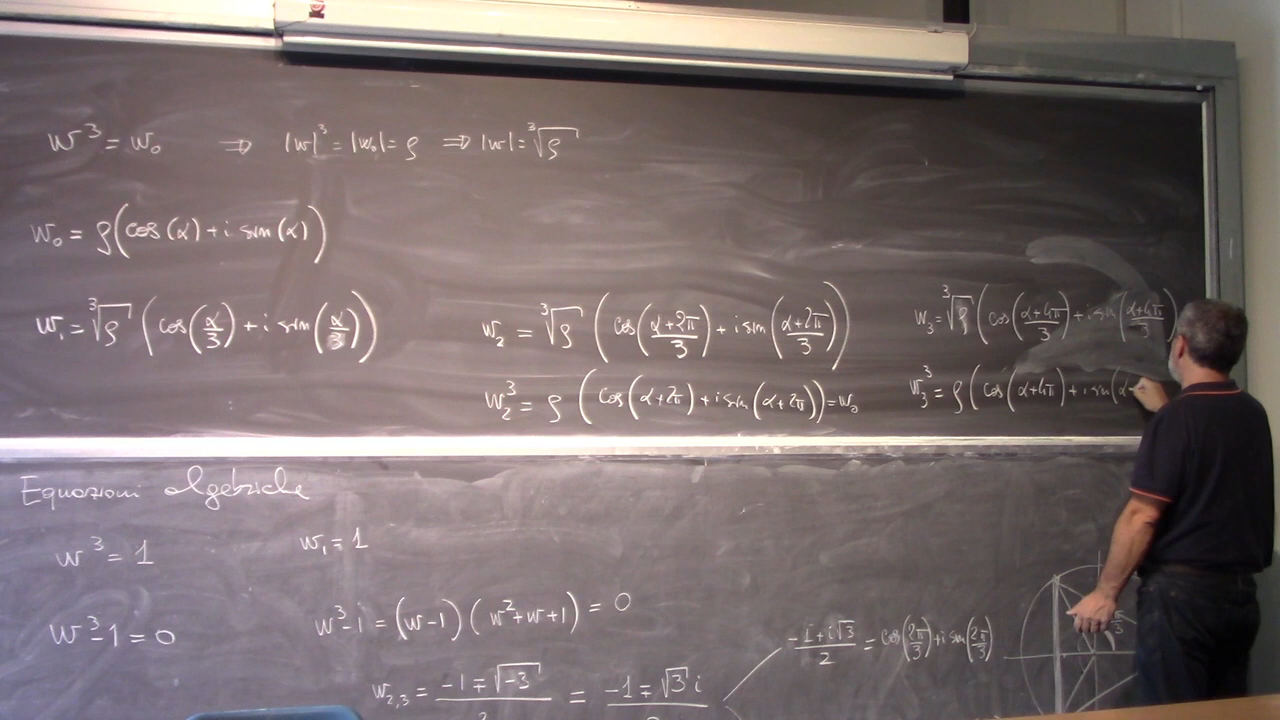 w³ = w₀ ⇒ |w|³ = |w₀| = ρ ⇒ |w| = ∛ρ
w₀ = ρ(cos(α) + i sin(α))
w₁ = ∛ρ (cos(α/3) + i sin(α/3))
w₂ = ∛ρ (cos((α+2π)/3) + i sin((α+2π)/3))
w₃ = ∛ρ (cos((α+4π)/3) + i sin((α+4π)/3))
w₂³ = ρ (cos(α+2π) + i sin(α+2π)) = w₀
w₃³ = ρ (cos(α+4π) + i sin(α+
Equazioni algebriche
w³ = 1
w₁ = 1
w³-1 = 0
w³-1 = (w-1)(w²+w+1) = 0
(-1+i√3)/2 = cos(2π/3) + i sin(2π/3)
w₂,₃ = (-1∓√-3)/2 = (-1∓√3 i)/2